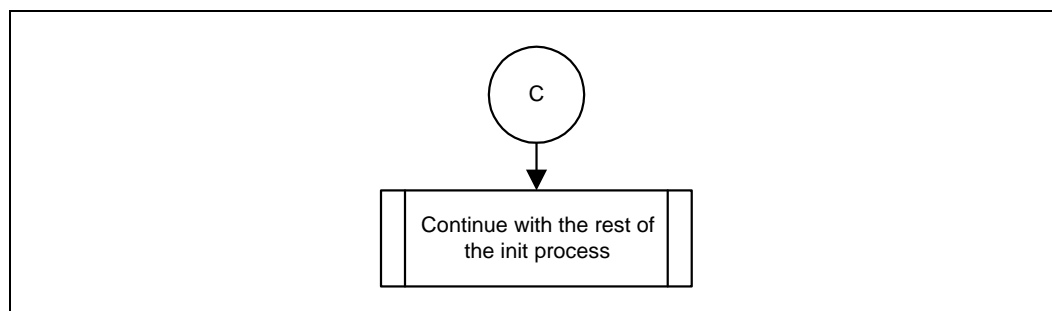 C
Continue with the rest of
the init process